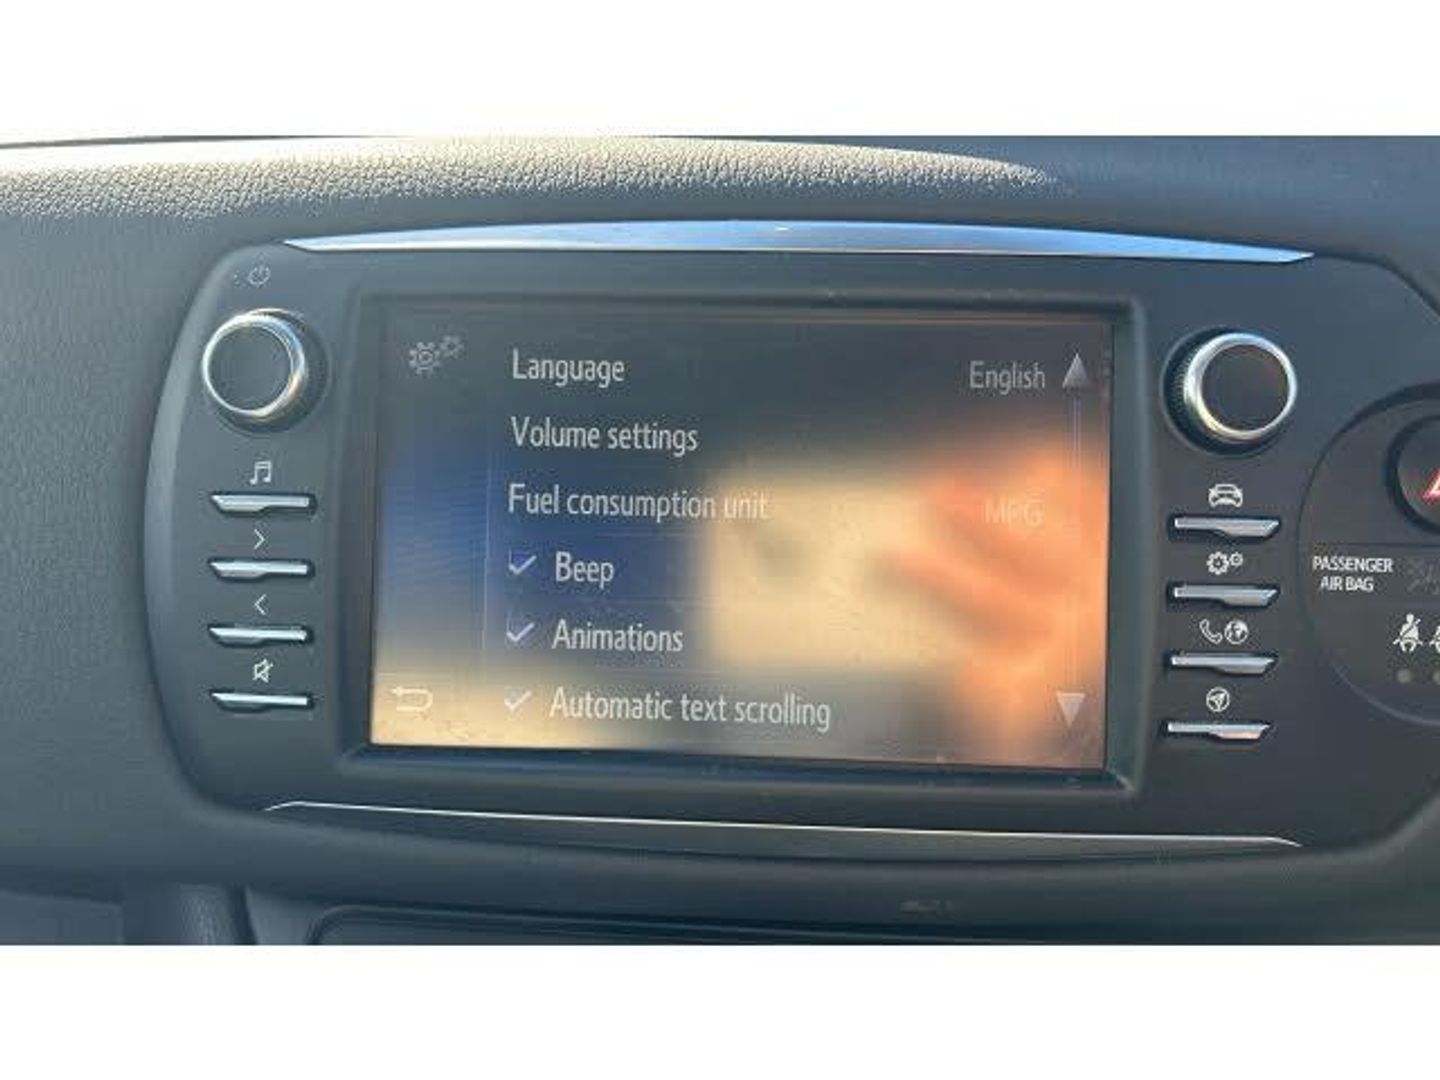 Language English
Volume settings
Fuel consumption unit MPG
Beep
Animations
Automatic text scrolling
PASSENGER
AIR BAG